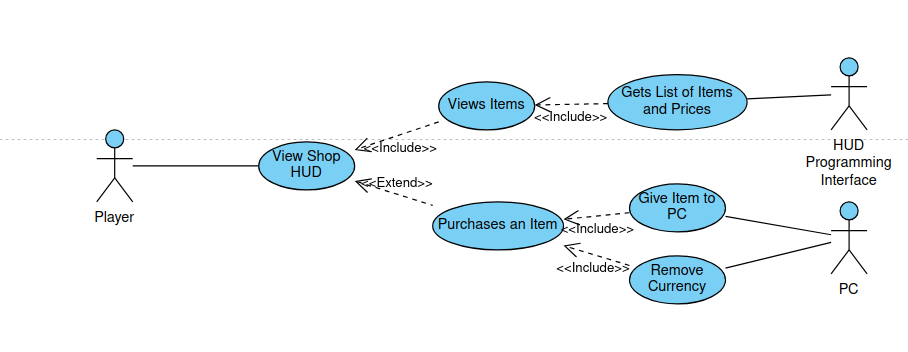 Gets List of Items
and Prices
Views Items
<<Include>>
HUD
Programming
Interface
<<Include>>
View Shop
HUD
Player
<<Extend>>
Give Item to
PC
Purchases an Item
<<Include>>
<<Include>>
Remove
Currency
PC